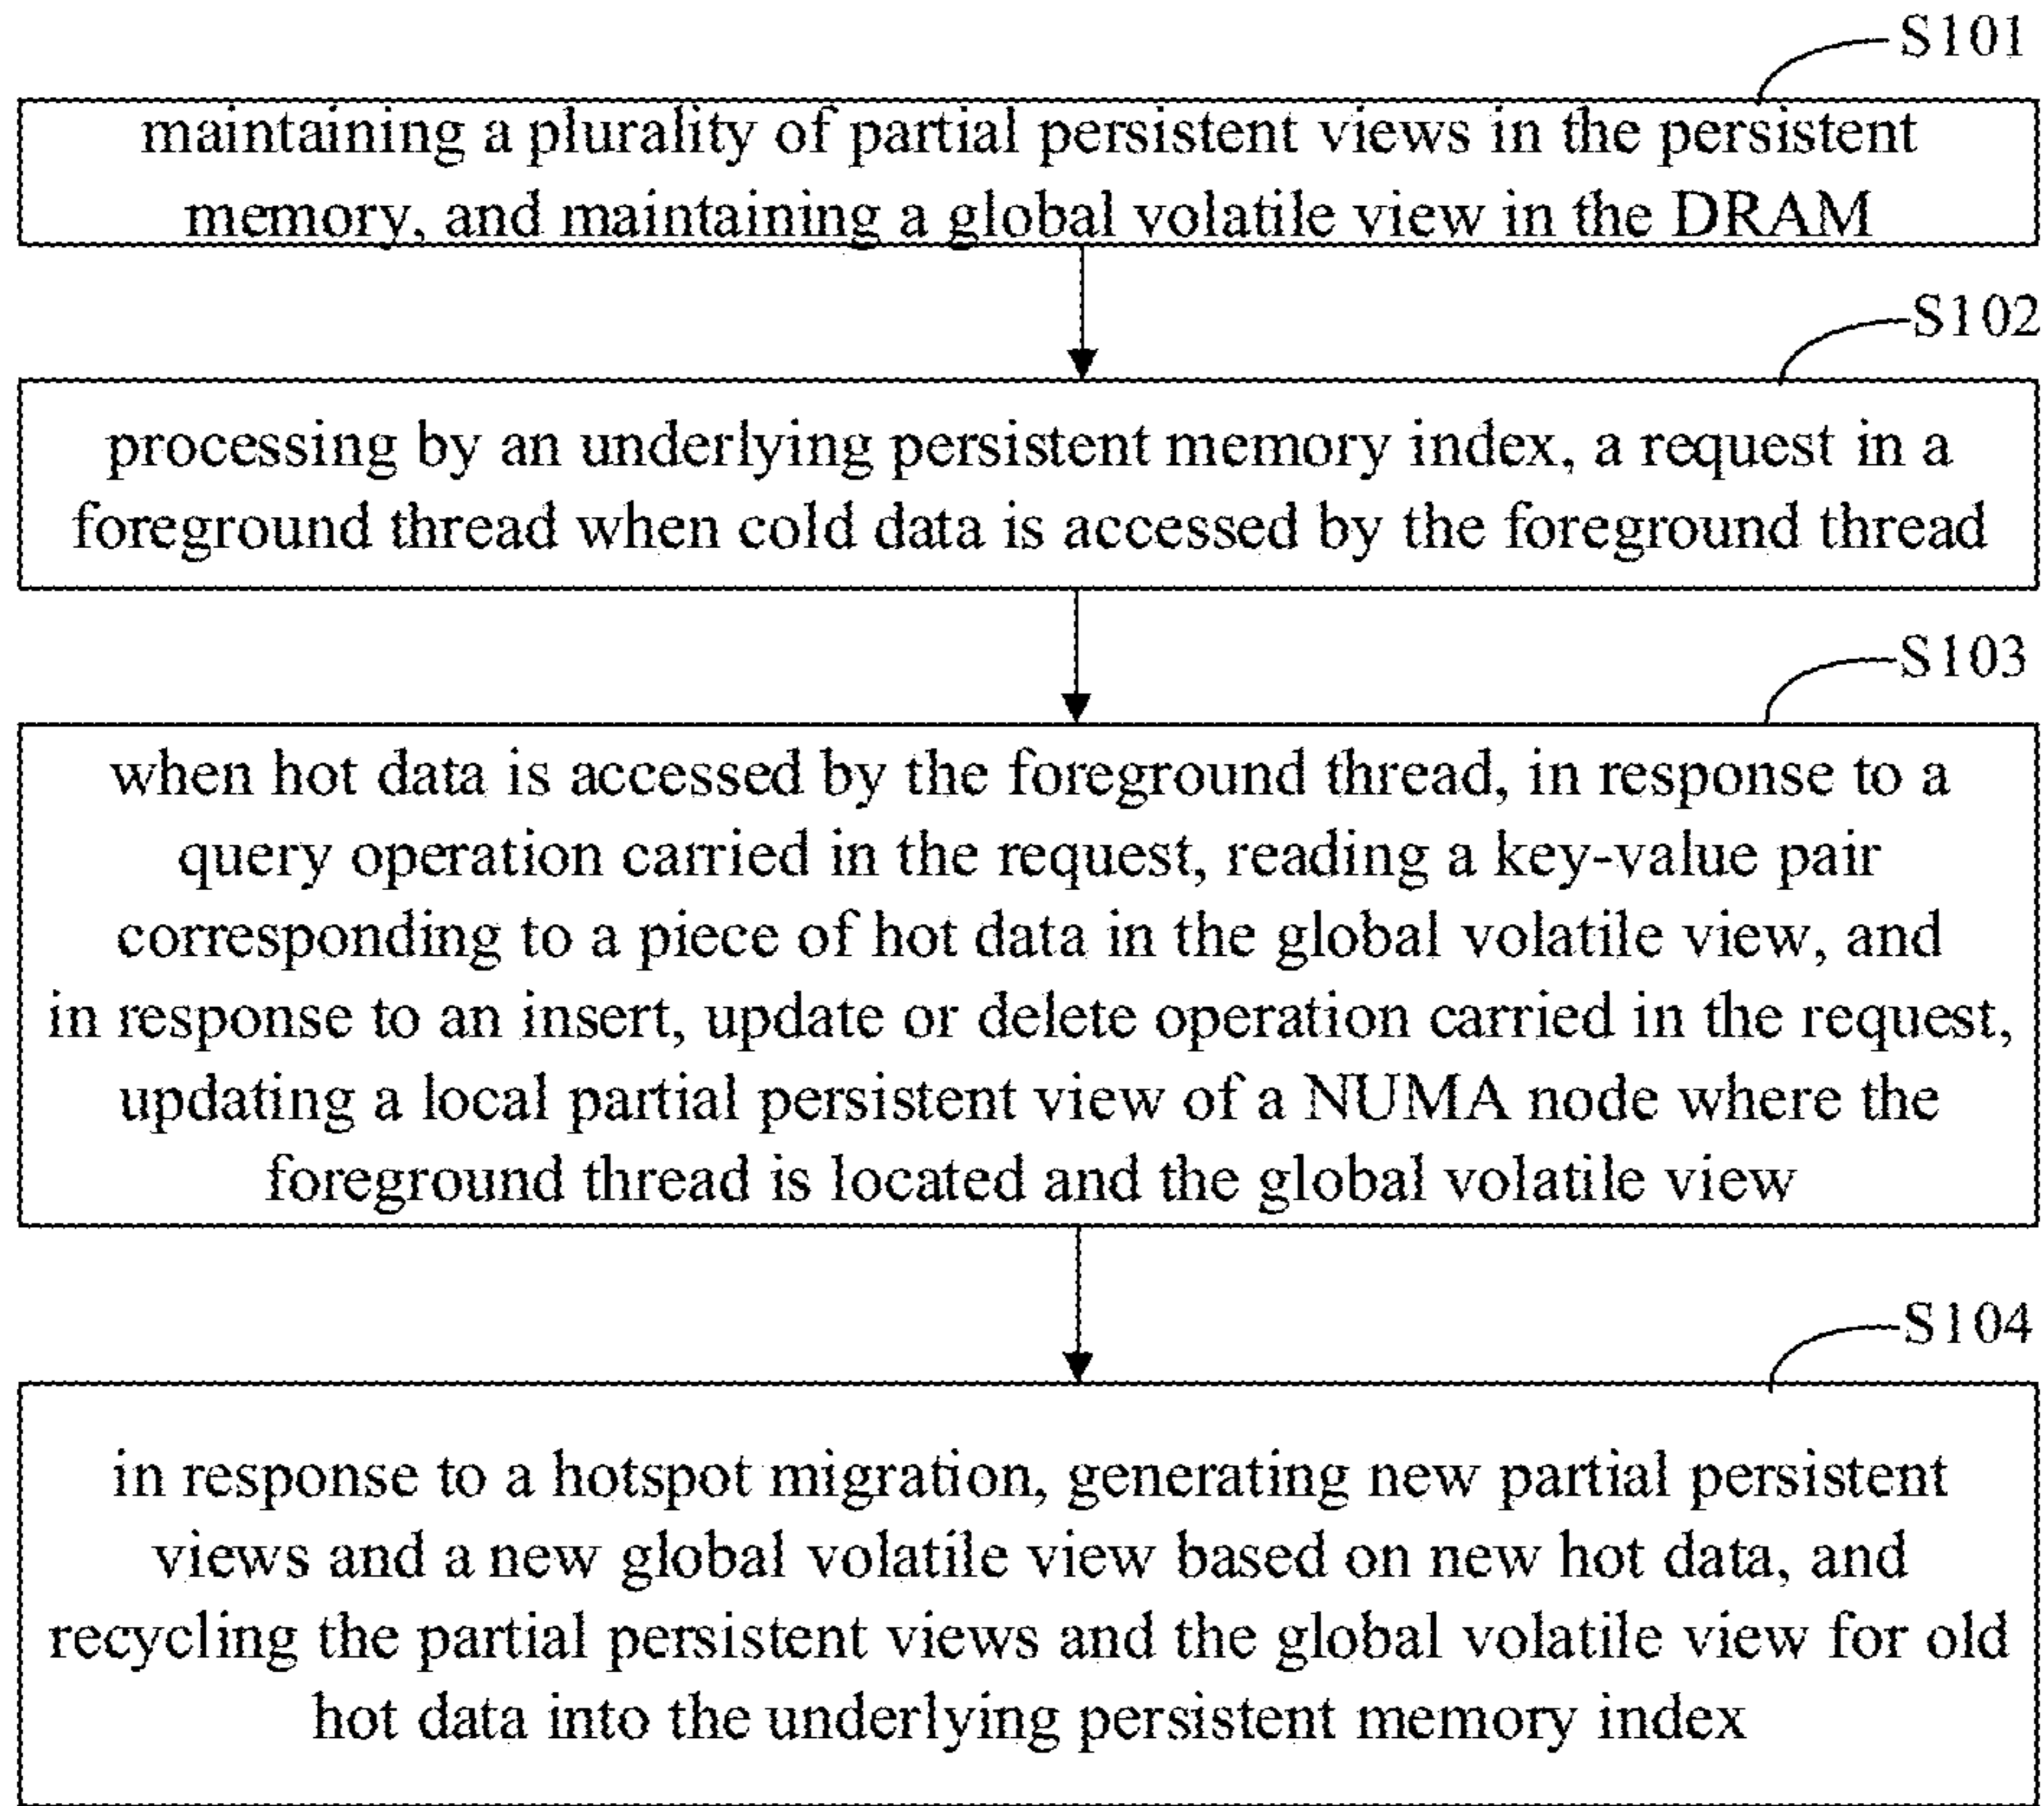 S101
maintaining a plurality of partial persistent views in the persistent
memory, and maintaining a global volatile view in the DRAM
S102
processing by an underlying persistent memory index, a request in a
foreground thread when cold data is accessed by the foreground thread
S103
when hot data is accessed by the foreground thread, in response to a
query operation carried in the request, reading a key-value pair
corresponding to a piece of hot data in the global volatile view, and
in response to an insert, update or delete operation carried in the request,
updating a local partial persistent view of a NUMA node where the
foreground thread is located and the global volatile view
S104
in response to a hotspot migration, generating new partial persistent
views and a new global volatile view based on new hot data, and
recycling the partial persistent views and the global volatile view for old
hot data into the underlying persistent memory index